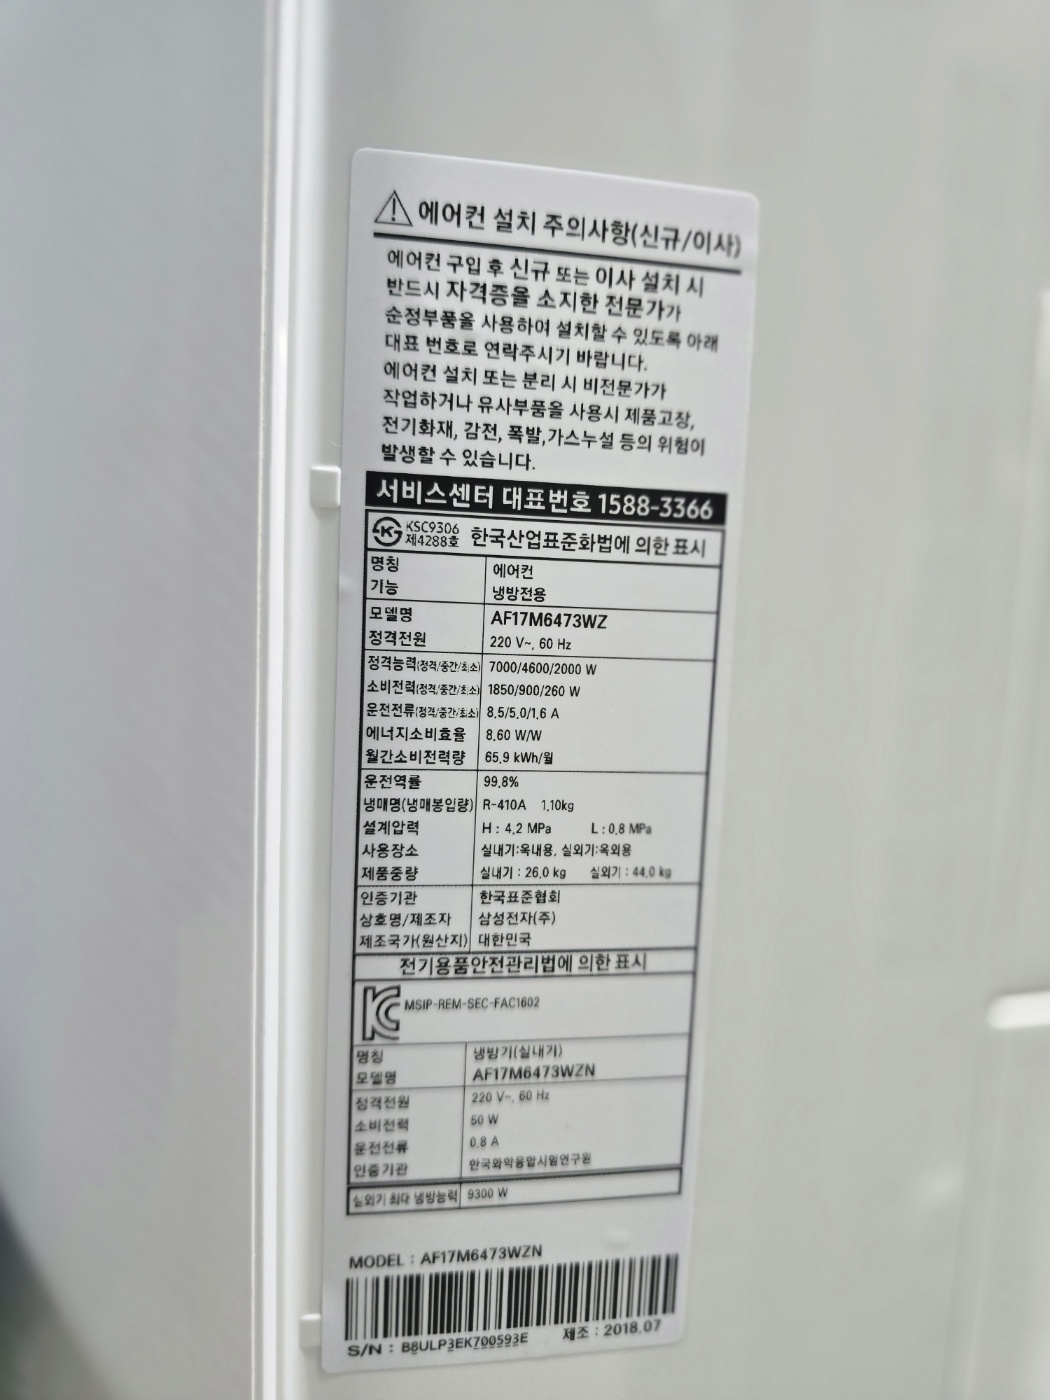 에어컨 설치 주의사항(신규/이사)
에어컨 구입 후 신규 또는 이사 설치 시
반드시 자격증을 소지한 전문가가
순정부품을 사용하여 설치할 수 있도록 아래
대표 번호로 연락주시기 바랍니다.
에어컨 설치 또는 분리 시 비전문가가
작업하거나 유사부품을 사용시 제품고장,
전기화재, 감전, 폭발,가스누설 등의 위험이
발생할 수 있습니다.
서비스센터 대표번호 1588-3366
KSC9306
제4288호 한국산업표준화법에 의한 표시
명칭 에어컨
기능 냉방전용
모델명 AF17M6473WZ
정격전원 220 V~, 60 Hz
정격능력(정격/중간/최소) 7000/4600/2000 W
소비전력(정격/중간/최소) 1850/900/260 W
운전전류(정격/중간/최소) 8.5/5.0/1.6 A
에너지소비효율 8.60 W/W
월간소비전력량 65.9 kWh/월
운전역률 99.8%
냉매명(냉매봉입량) R-410A 1.10kg
설계압력 H : 4.2 MPa L : 0.8 MPa
사용장소 실내기:옥내용, 실외기:옥외용
제품중량 실내기 : 26.0 kg 실외기 : 44.0 kg
인증기관 한국표준협회
상호명/제조자 삼성전자(주)
제조국가(원산지) 대한민국
전기용품안전관리법에 의한 표시
MSIP-REM-SEC-FAC1602
명칭 냉방기(실내기)
모델명 AF17M6473WZN
정격전원 220 V~, 60 Hz
소비전력 50 W
운전전류 0.8 A
인증기관 한국화학융합시험연구원
실외기 최대 냉방능력 9300 W
MODEL : AF17M6473WZN
S/N : B8ULP3EK700593E 제조 : 2018.07